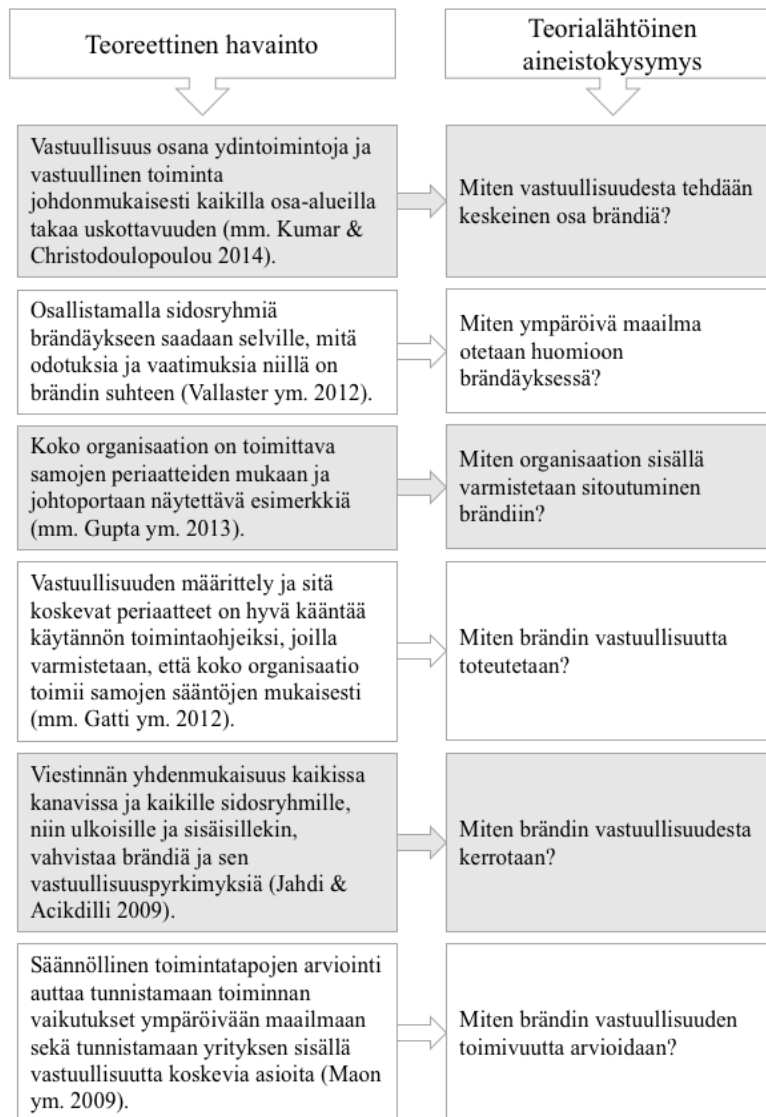 Teoreettinen havainto
Teorialähtöinen
aineistokysymys
Vastuullisuus osana ydintoimintoja ja
vastuullinen toiminta
johdonmukaisesti kaikilla osa-alueilla
takaa uskottavuuden (mm. Kumar &
Christodoulopoulou 2014).
Miten vastuullisuudesta tehdään
keskeinen osa brändiä?
Osallistamalla sidosryhmiä
brändäykseen saadaan selville, mitä
odotuksia ja vaatimuksia niillä on
brändin suhteen (Vallaster ym. 2012).
Miten ympäröivä maailma
otetaan huomioon
brändäyksessä?
Koko organisaation on toimittava
samojen periaatteiden mukaan ja
johtoportaan näytettävä esimerkkiä
(mm. Gupta ym. 2013).
Miten organisaation sisällä
varmistetaan sitoutuminen
brändiin?
Vastuullisuuden määrittely ja sitä
koskevat periaatteet on hyvä kääntää
käytännön toimintaohjeiksi, joilla
varmistetaan, että koko organisaatio
toimii samojen sääntöjen mukaisesti
(mm. Gatti ym. 2012).
Miten brändin vastuullisuutta
toteutetaan?
Viestinnän yhdenmukaisuus kaikissa
kanavissa ja kaikille sidosryhmille,
niin ulkoisille ja sisäisillekin,
vahvistaa brändiä ja sen
vastuullisuuspyrkimyksiä (Jahdi &
Acikdilli 2009).
Miten brändin vastuullisuudesta
kerrotaan?
Säännöllinen toimintatapojen arviointi
auttaa tunnistamaan toiminnan
vaikutukset ympäröivään maailmaan
sekä tunnistamaan yrityksen sisällä
vastuullisuutta koskevia asioita (Maon
ym. 2009).
Miten brändin vastuullisuuden
toimivuutta arvioidaan?